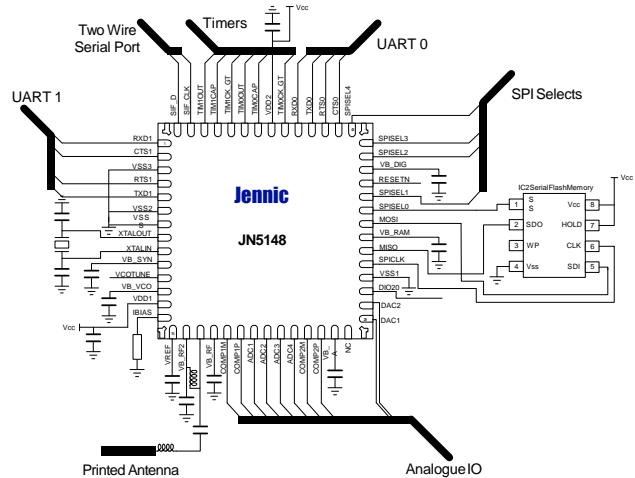 Two Wire
Serial Port
Timers
Vcc
UART 0
UART 1
SPI Selects
SIF_D
SIF_CLK
TIM1OUT
TIM1CAP
TIM1CK_GT
TIM0OUT
TIM0CAP
VDD2
TIM0CK_GT
RXD0
TXD0
RTS0
CTS0
SPISEL4
RXD1
CTS1
VSS3
RTS1
TXD1
VSS2
VSS
S
XTALOUT
XTALIN
VB_SYN
VCOTUNE
VB_VCO
VDD1
IBIAS
Vcc
Jennic
JN5148
SPISEL3
SPISEL2
VB_DIG
RESETN
SPISEL1
SPISEL0
MOSI
VB_RAM
MISO
SPICLK
VSS1
DIO20
DAC2
DAC1
IC2SerialFlashMemory
Vcc
1
S
S
Vcc
8
2
SDO
HOLD
7
3
WP
CLK
6
4
Vss
SDI
5
VREF
VB_RF2
VB_RF
COMP1M
COMP1P
ADC1
ADC2
ADC3
ADC4
COMP2M
COMP2P
VB_
A
NC
Printed Antenna
Analogue IO